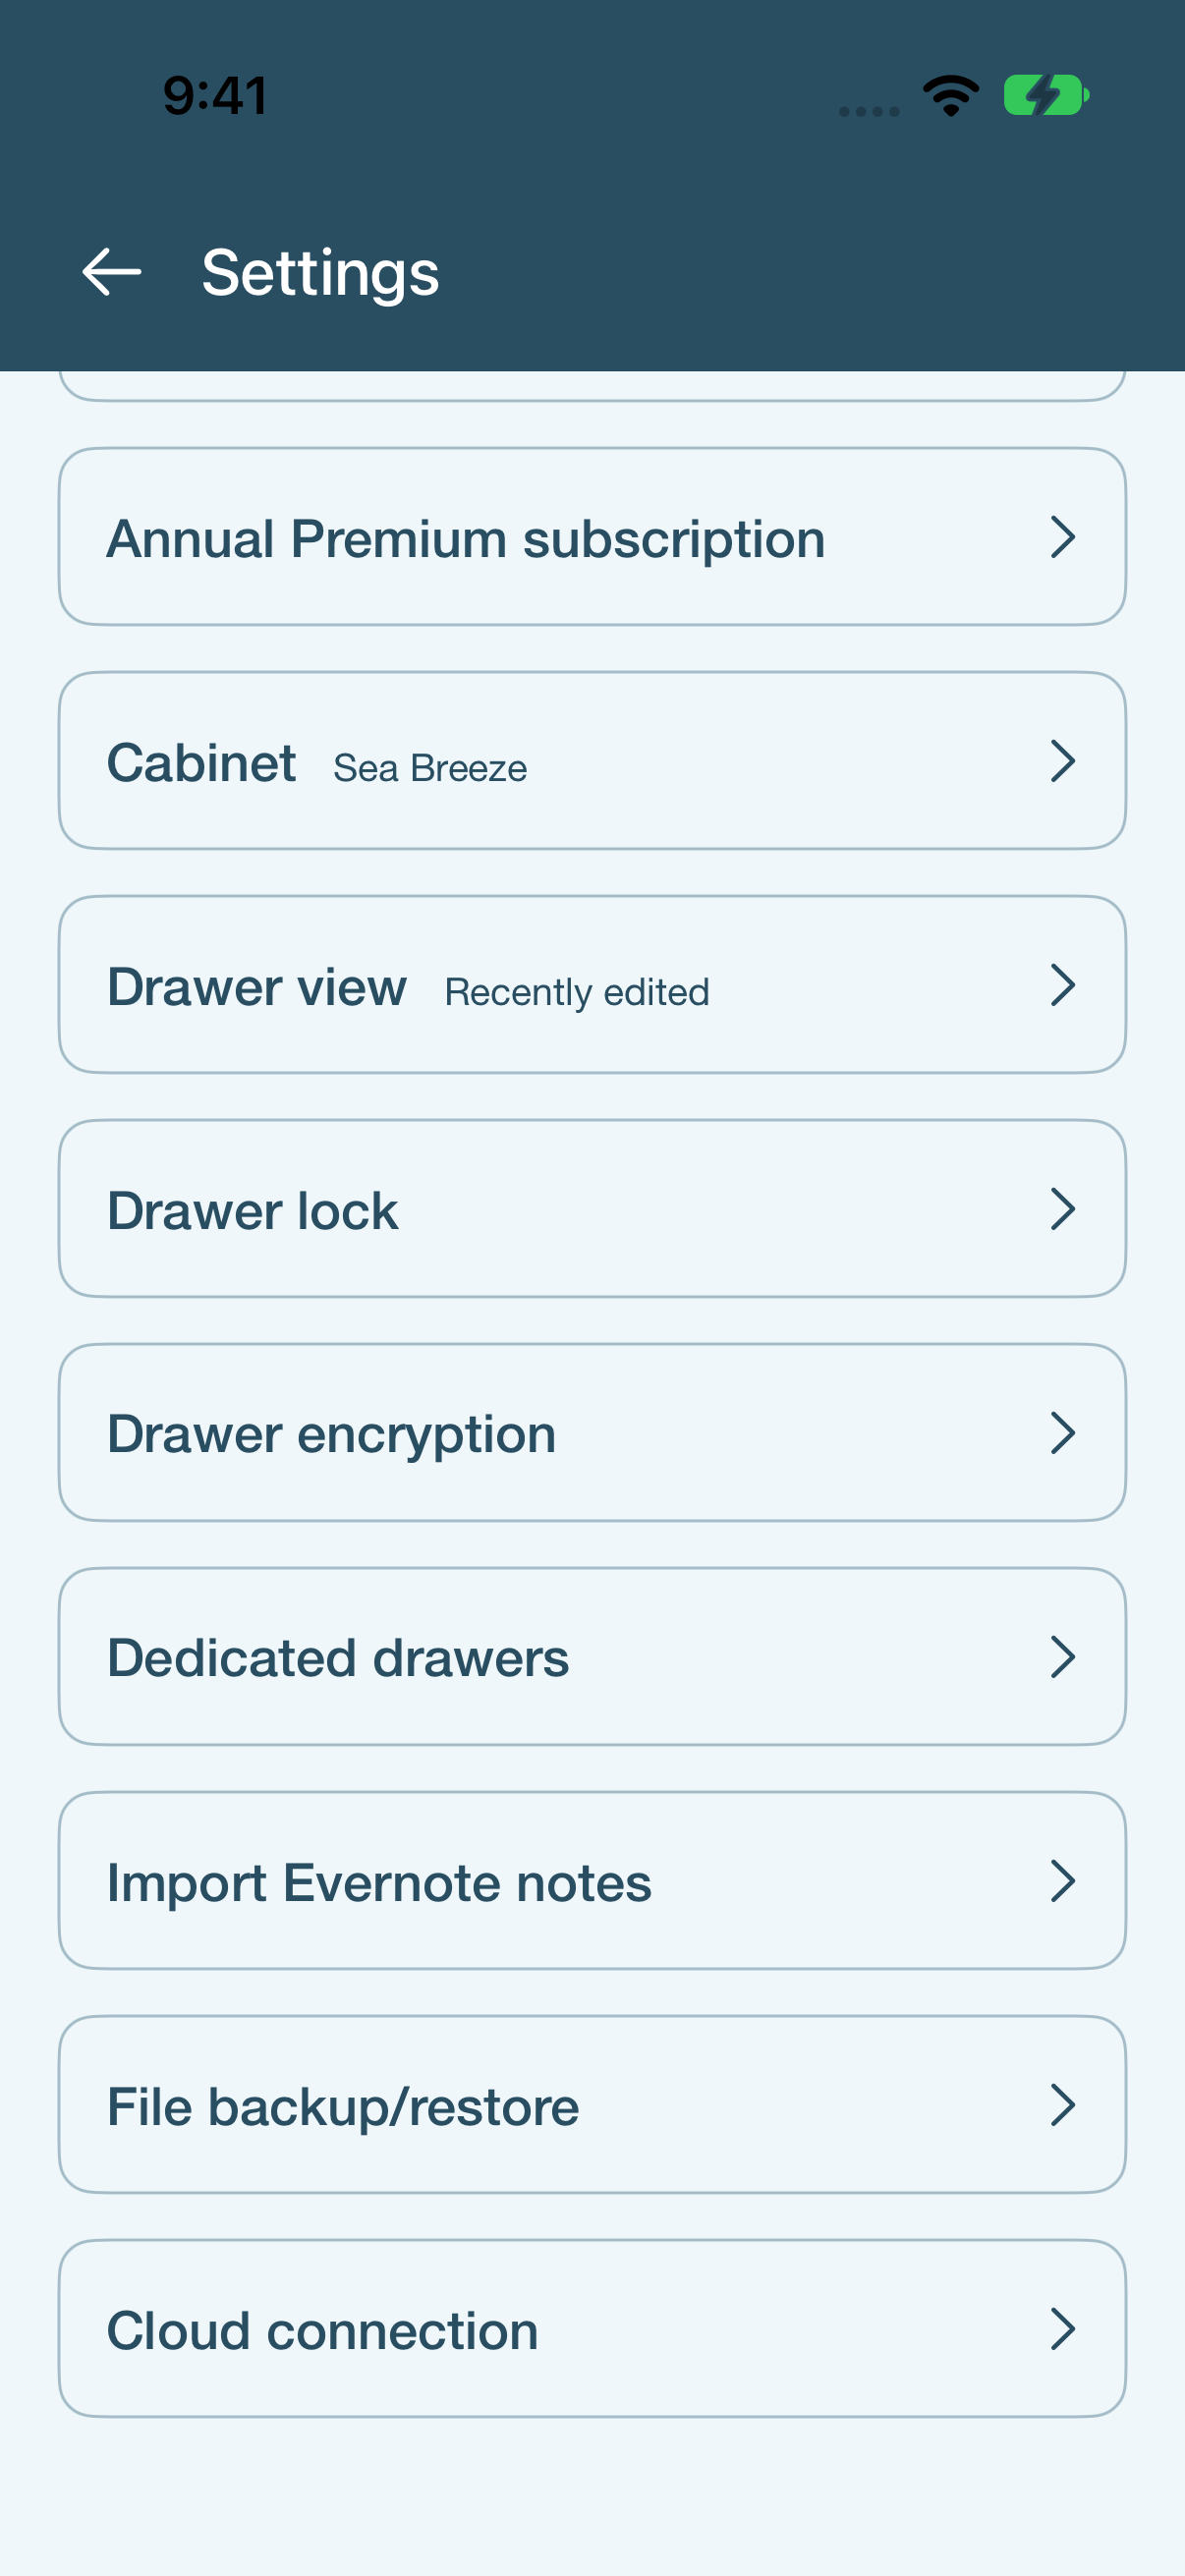 9:41
Settings
Annual Premium subscription
Cabinet Sea Breeze
Drawer view Recently edited
Drawer lock
Drawer encryption
Dedicated drawers
Import Evernote notes
File backup/restore
Cloud connection